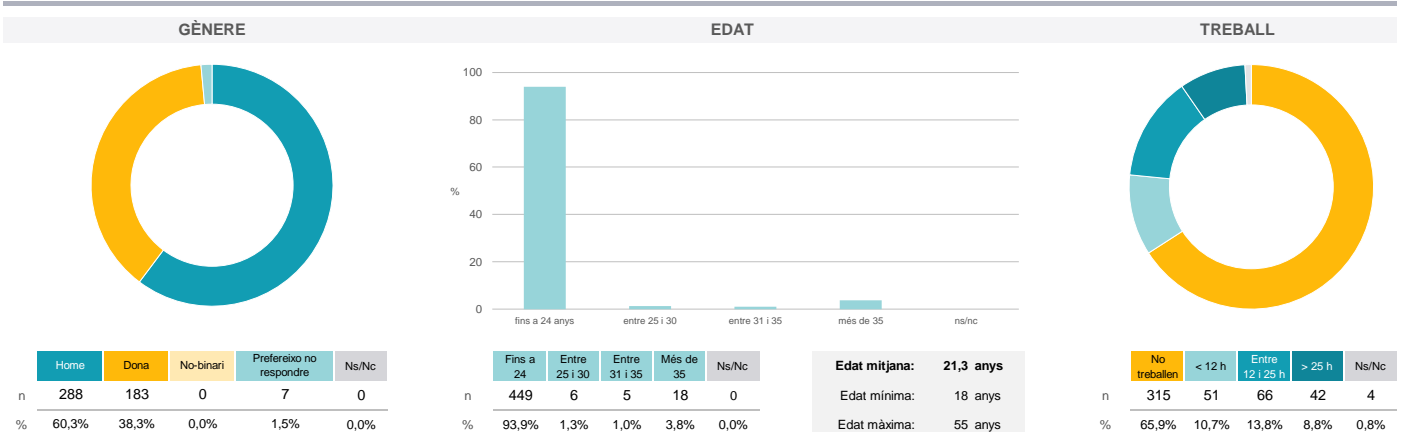 GÈNERE EDAT TREBALL
100
80
60
%
40
20
0
fins a 24 anys entre 25 i 30 entre 31 i 35 més de 35 ns/nc
Home Dona No-binari Prefereixo no respondre Ns/Nc
n 288 183 0 7 0
% 60,3% 38,3% 0,0% 1,5% 0,0%
Fins a 24 Entre 25 i 30 Entre 31 i 35 Més de 35 Ns/Nc
n 449 6 5 18 0
% 93,9% 1,3% 1,0% 3,8% 0,0%
Edat mitjana: 21,3 anys
Edat mínima: 18 anys
Edat màxima: 55 anys
No treballen < 12 h Entre 12 i 25 h > 25 h Ns/Nc
n 315 51 66 42 4
% 65,9% 10,7% 13,8% 8,8% 0,8%